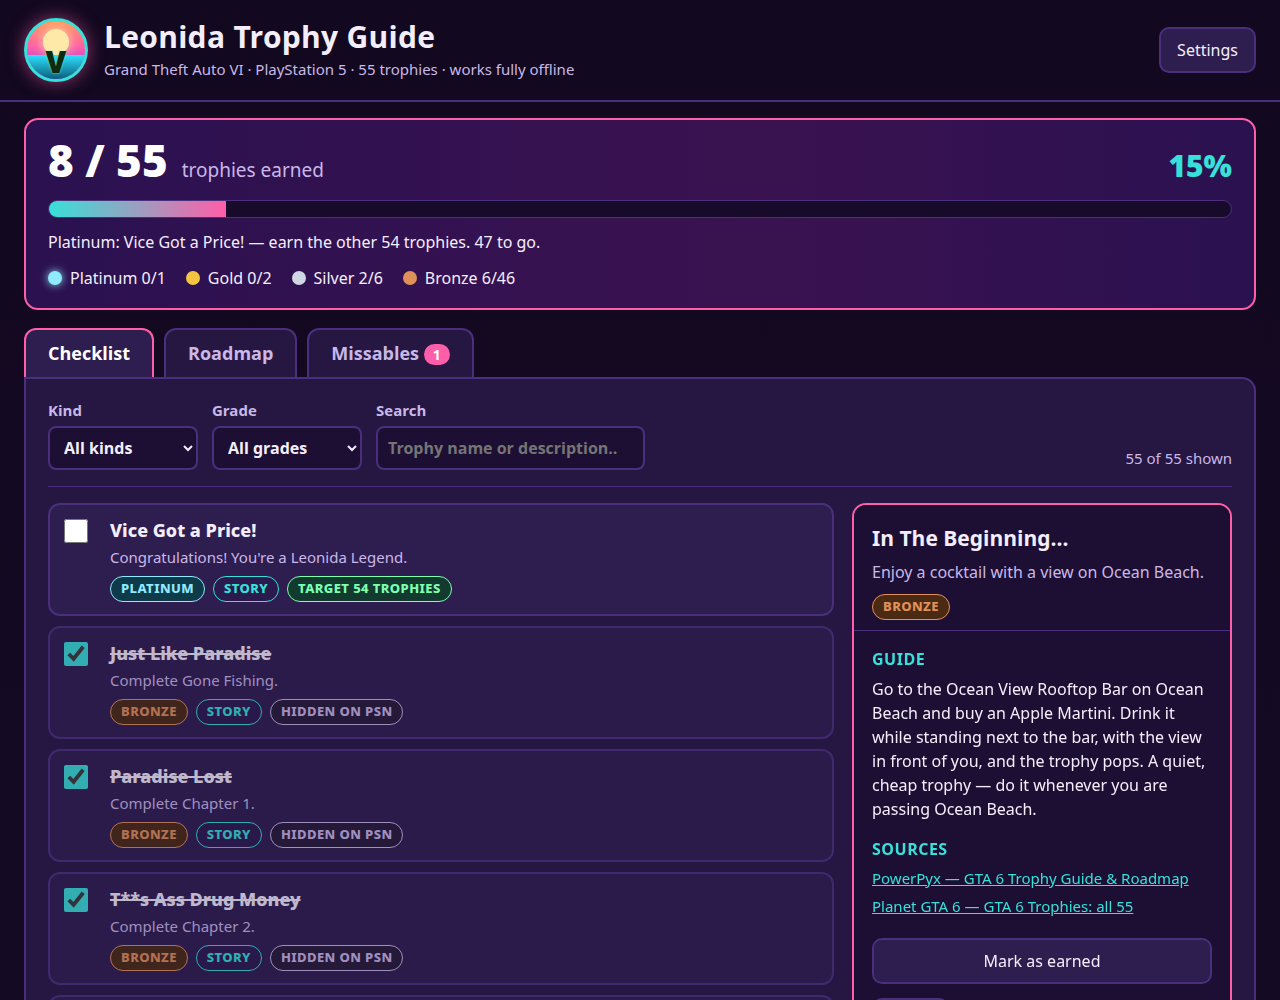 V
Leonida Trophy Guide
Grand Theft Auto VI · PlayStation 5 · 55 trophies · works fully offline
Settings
8 / 55 trophies earned
15%
Platinum: Vice Got a Price! — earn the other 54 trophies. 47 to go.
Platinum 0/1 Gold 0/2 Silver 2/6 Bronze 6/46
Checklist Roadmap Missables 1
Kind Grade Search
All kinds All grades Trophy name or description..
55 of 55 shown
Vice Got a Price!
Congratulations! You're a Leonida Legend.
PLATINUM STORY TARGET 54 TROPHIES
Just Like Paradise
Complete Gone Fishing.
BRONZE STORY HIDDEN ON PSN
Paradise Lost
Complete Chapter 1.
BRONZE STORY HIDDEN ON PSN
T**s Ass Drug Money
Complete Chapter 2.
BRONZE STORY HIDDEN ON PSN
In The Beginning...
Enjoy a cocktail with a view on Ocean Beach.
BRONZE
GUIDE
Go to the Ocean View Rooftop Bar on Ocean
Beach and buy an Apple Martini. Drink it
while standing next to the bar, with the view
in front of you, and the trophy pops. A quiet,
cheap trophy — do it whenever you are
passing Ocean Beach.
SOURCES
PowerPyx — GTA 6 Trophy Guide & Roadmap
Planet GTA 6 — GTA 6 Trophies: all 55
Mark as earned